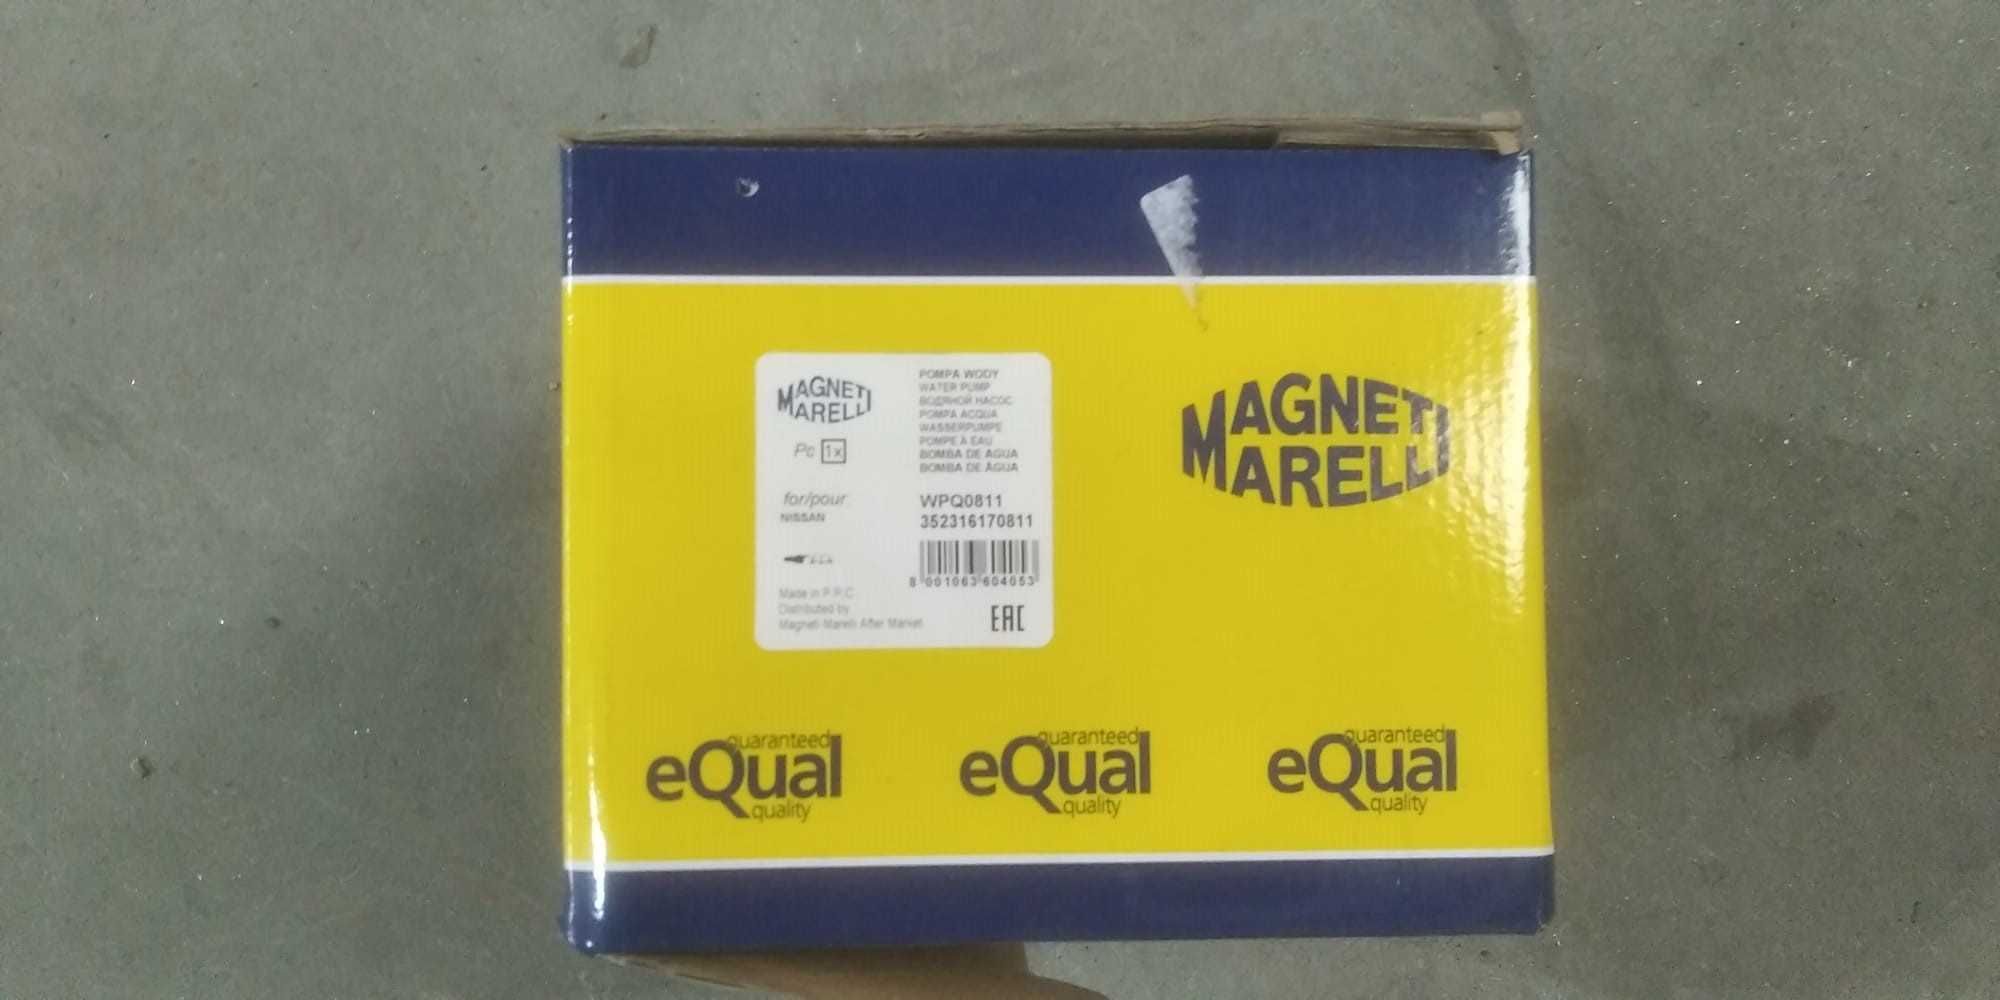 MAGNETI
MARELLI
Pc 1x
for/pour:
NISSAN
Made in P.R.C.
Distributed by
Magneti Marelli After Market
POMPA WODY
WATER PUMP
ВОДЯНОЙ НАСОС
POMPA ACQUA
WASSERPUMPE
POMPE À EAU
BOMBA DE AGUA
BOMBA DE ÁGUA
WPQ0811
352316170811
8 001063 604053
EAC
MAGNETI
MARELLI
guaranteed
eQual
quality
guaranteed
eQual
quality
guaranteed
eQual
quality